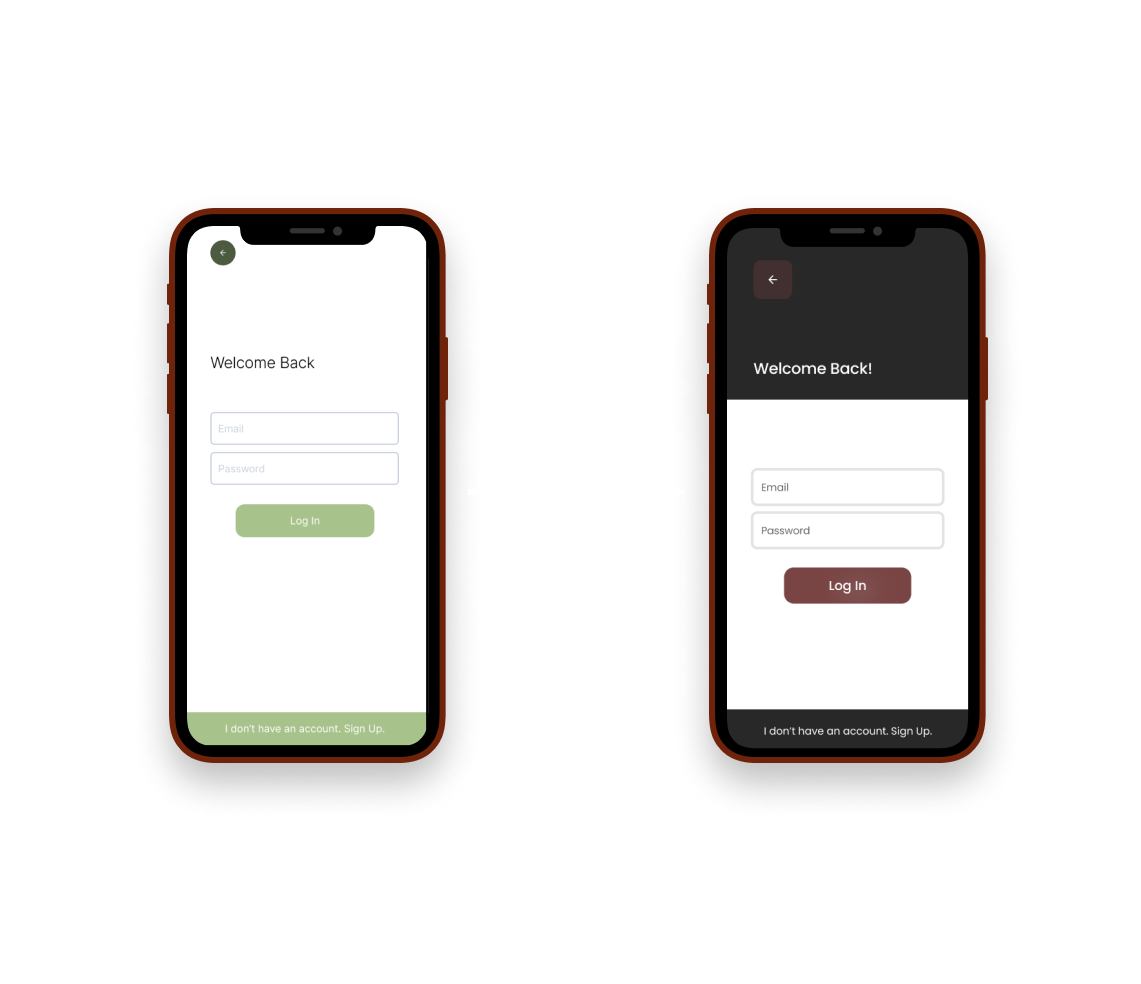 Welcome Back
Email
Password
Log In
I don't have an account. Sign Up.
Welcome Back!
Email
Password
Log In
I don't have an account. Sign Up.